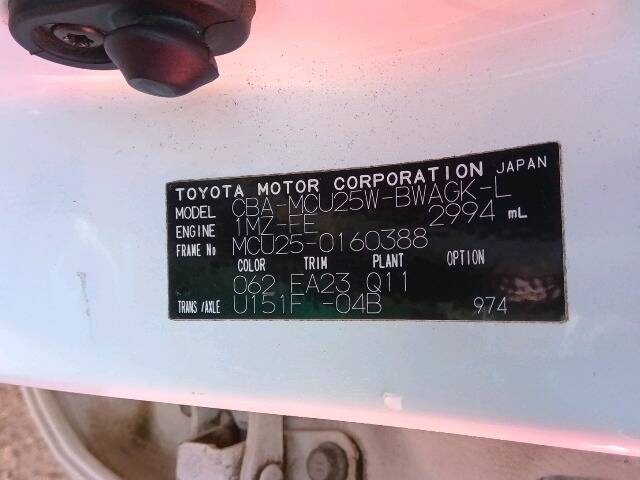 TOYOTA MOTOR CORPORATION JAPAN
MODEL CBA-MCU25W-BWAGK-L
ENGINE 1MZ-FE 2994 mL
FRAME No MCU25-0160388
COLOR TRIM PLANT OPTION
062 FA23 Q11
TRANS/AXLE U151F -04B 974